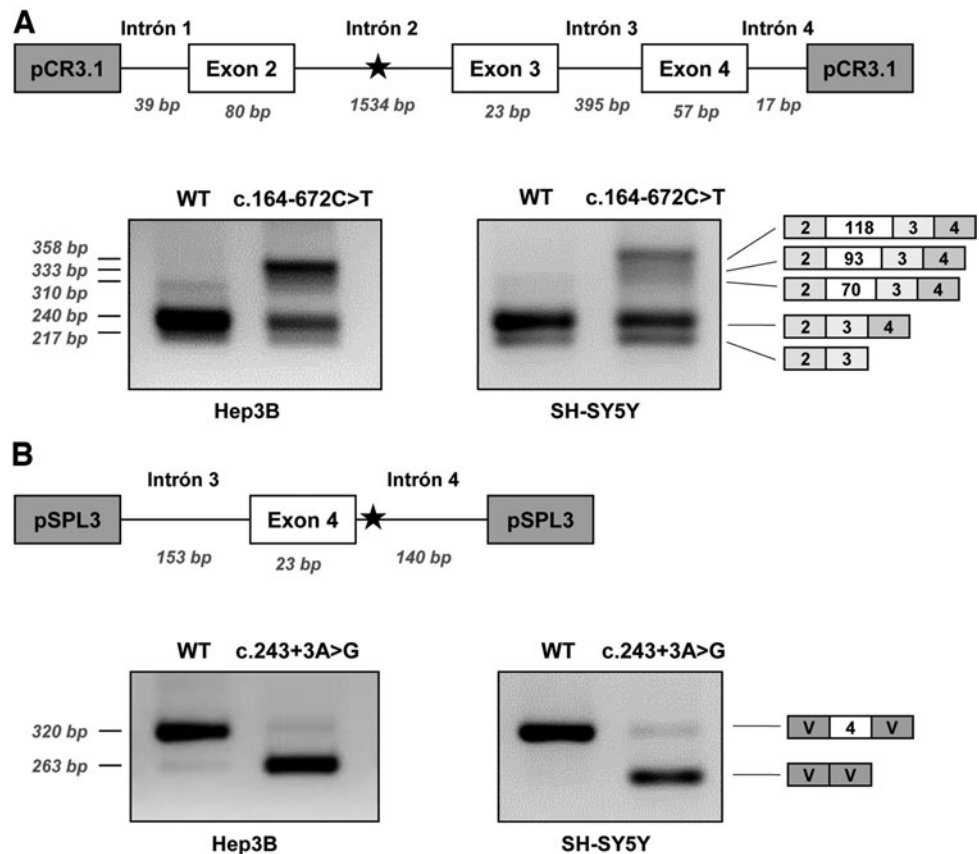 A
Intrón 1 Intrón 2 Intrón 3 Intrón 4
pCR3.1 Exon 2 Exon 3 Exon 4 pCR3.1
39 bp 80 bp 1534 bp 23 bp 395 bp 57 bp 17 bp
WT c.164-672C>T WT c.164-672C>T
358 bp
333 bp
310 bp
240 bp
217 bp
2 118 3 4
2 93 3 4
2 70 3 4
2 3 4
2 3
Hep3B SH-SY5Y
B
Intrón 3 Intrón 4
pSPL3 Exon 4 pSPL3
153 bp 23 bp 140 bp
WT c.243+3A>G WT c.243+3A>G
320 bp
263 bp
V 4 V
V V
Hep3B SH-SY5Y